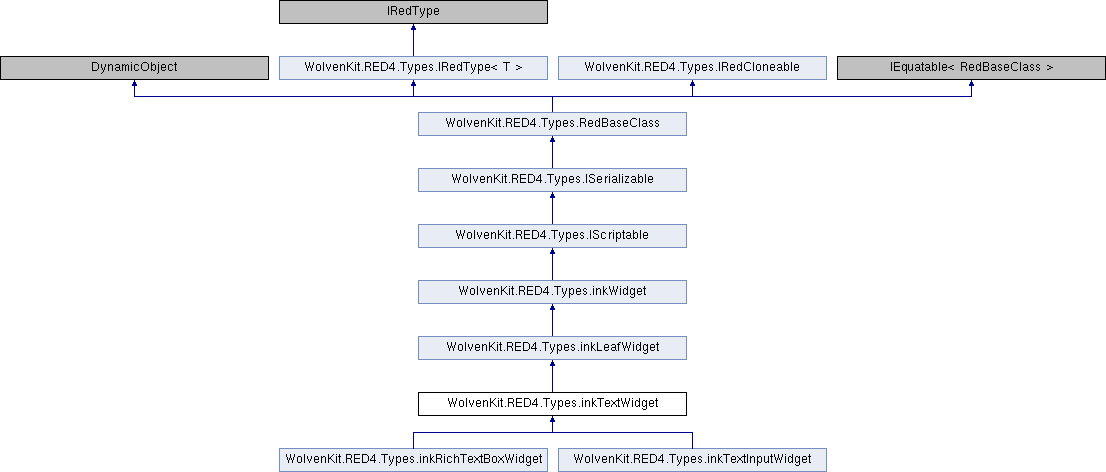 IRedType
DynamicObject
WolvenKit.RED4.Types.IRedType< T >
WolvenKit.RED4.Types.IRedCloneable
IEquatable< RedBaseClass >
WolvenKit.RED4.Types.RedBaseClass
WolvenKit.RED4.Types.ISerializable
WolvenKit.RED4.Types.IScriptable
WolvenKit.RED4.Types.inkWidget
WolvenKit.RED4.Types.inkLeafWidget
WolvenKit.RED4.Types.inkTextWidget
WolvenKit.RED4.Types.inkRichTextBoxWidget
WolvenKit.RED4.Types.inkTextInputWidget